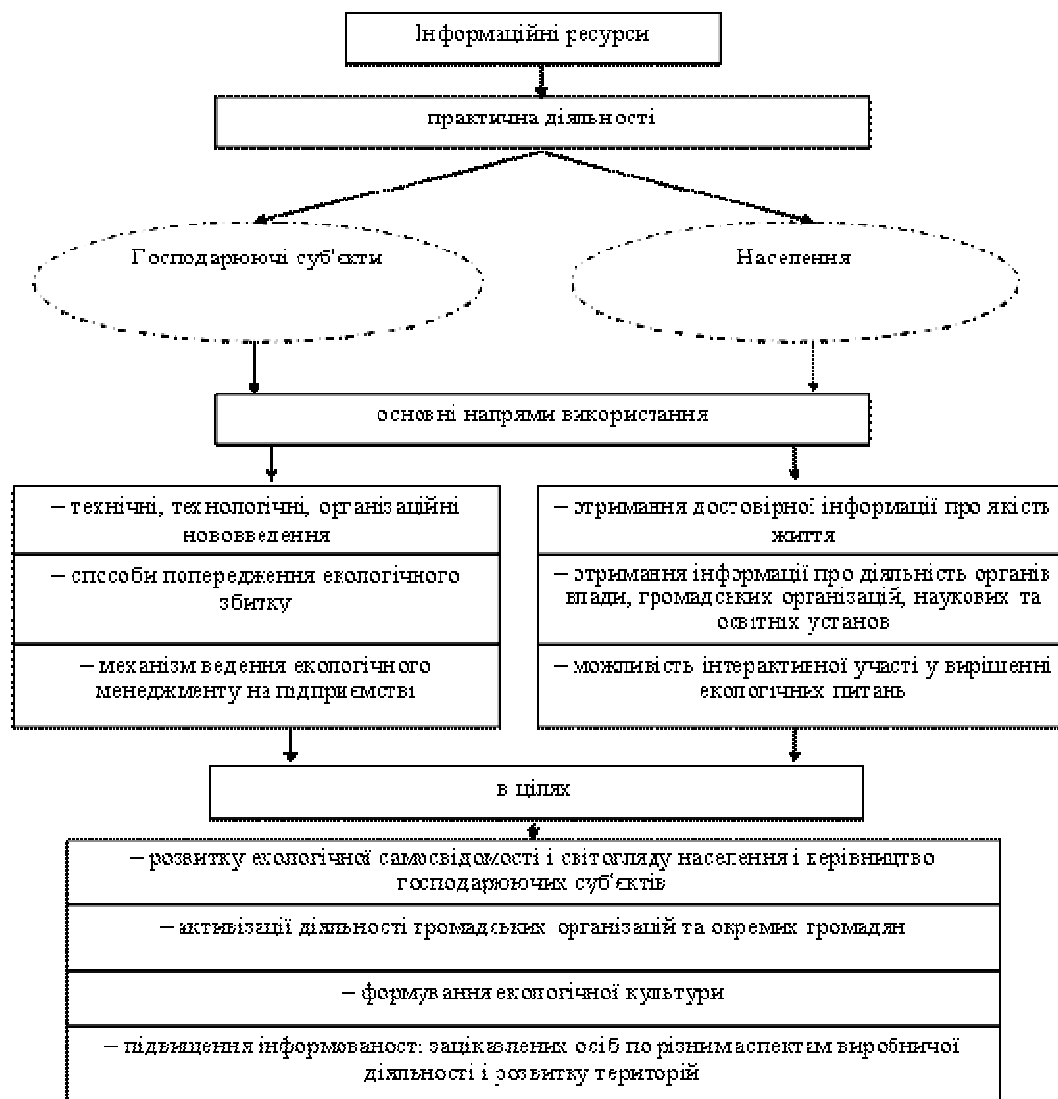 Інформаційні ресурси
практична діяльності
Господарюючі суб'єкти
Населення
основні напрями використання
– технічні, технологічні, організаційні
нововведення
– способи попередження екологічного
збитку
– механізм ведення екологічного
менеджменту на підприємстві
– отримання достовірної інформації про якість
життя
– отримання інформації про діяльність органів
влади, громадських організацій, наукових та
освітніх установ
– можливість інтерактивної участі у вирішенні
екологічних питань
в цілях
– розвитку екологічної самосвідомості і світогляду населення і керівництво
господарюючих суб'єктів
– активізації діяльності громадських організацій та окремих громадян
– формування екологічної культури
– підвищення інформованості зацікавлених осіб по різним аспектам виробничої
діяльності і розвитку територій